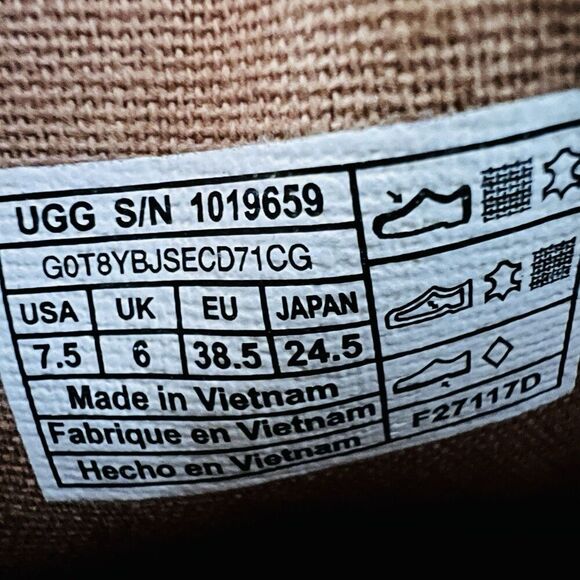 UGG S/N 1019659
G0T8YBJSECD71CG
USA UK EU JAPAN
7.5 6 38.5 24.5
Made in Vietnam
Fabrique en Vietnam
Hecho en Vietnam
F27117D